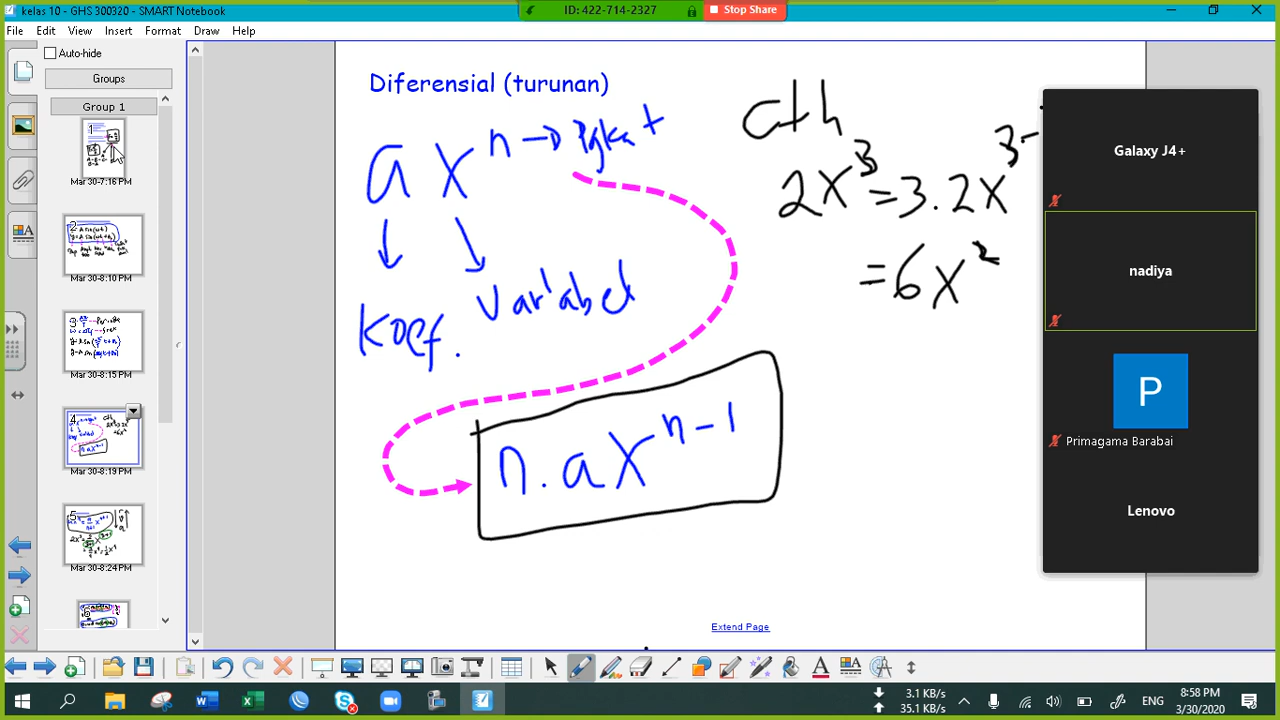 kelas 10 - GHS 300320 - SMART Notebook
ID: 422-714-2327
Stop Share
File Edit View Insert Format Draw Help
Auto-hide
Groups
Group 1
Mar 30-7:16 PM
Mar 30-8:10 PM
Mar 30-8:15 PM
Mar 30-8:19 PM
Mar 30-8:24 PM
Diferensial (turunan)
a x^n → pgkat
koef. variabel
n . a x^(n-1)
Cth
2x^3 = 3.2x^3-
= 6x^2
Extend Page
Galaxy J4+
nadiya
P
Primagama Barabai
Lenovo
3.1 KB/s
35.1 KB/s
ENG
8:58 PM
3/30/2020